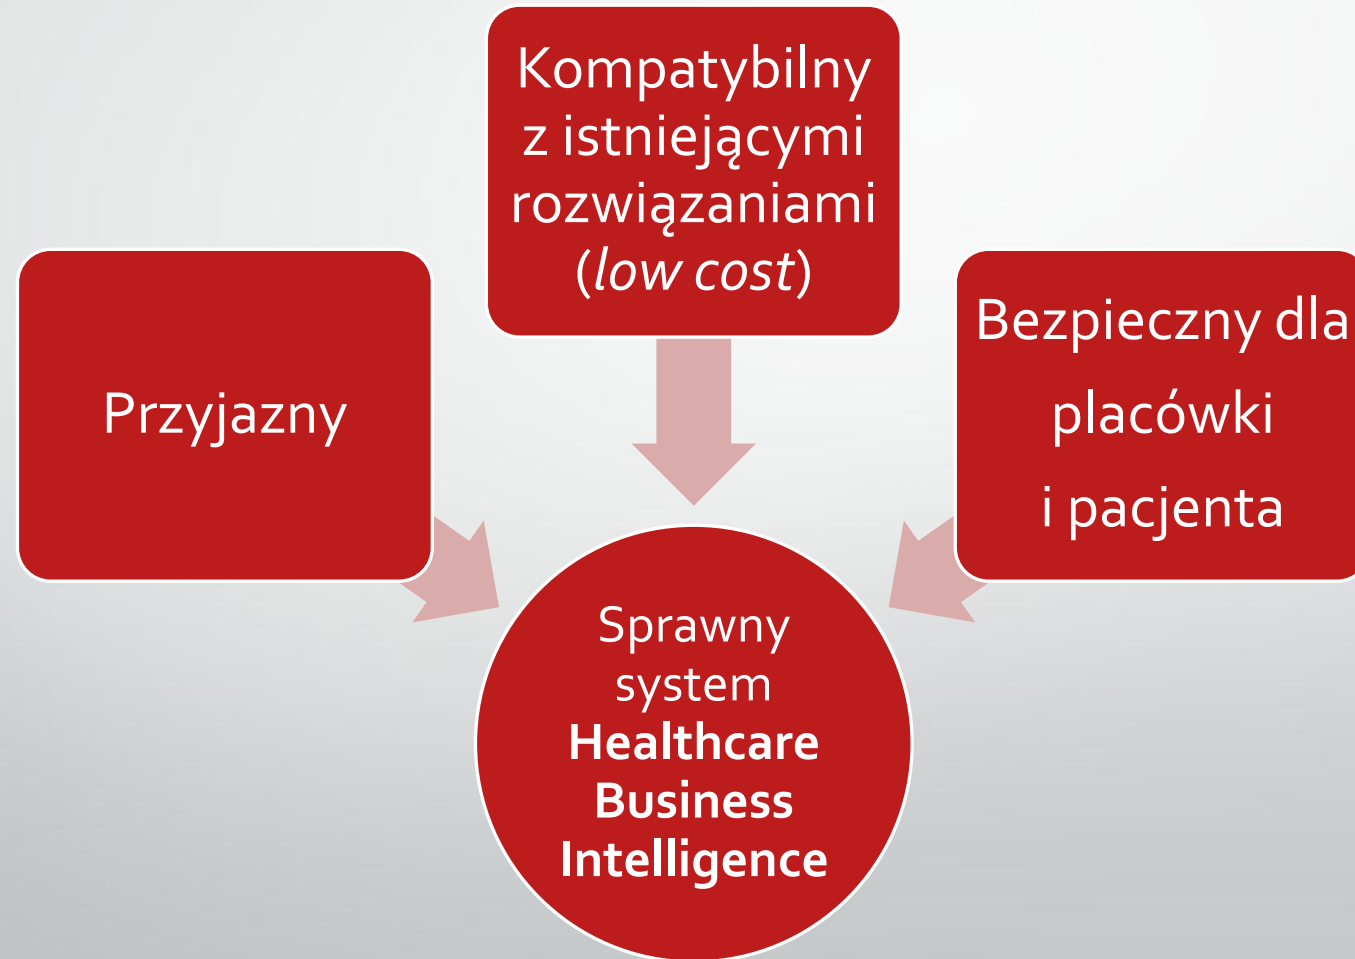 Kompatybilny
z istniejącymi
rozwiązaniami
(low cost)
Przyjazny
Bezpieczny dla
placówki
i pacjenta
Sprawny
system
Healthcare
Business
Intelligence